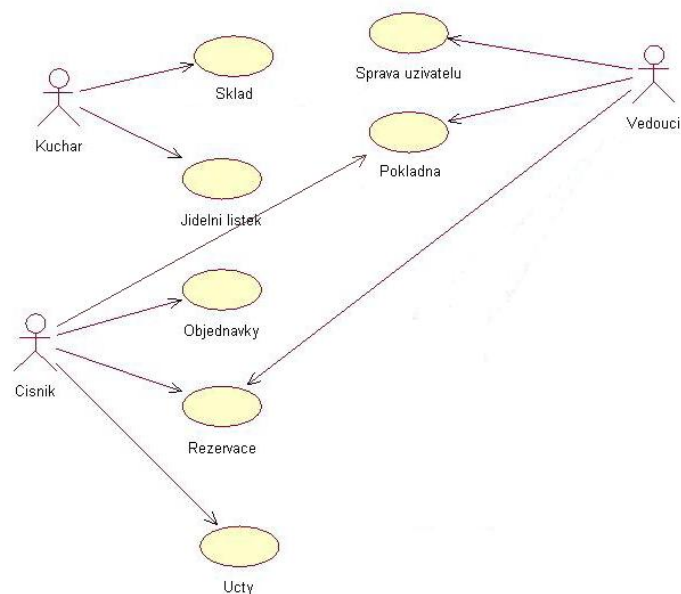 Sprava uzivatelu
Sklad
Vedouci
Kuchar
Pokladna
Jidelni listek
Objednavky
Cisnik
Rezervace
Ucty